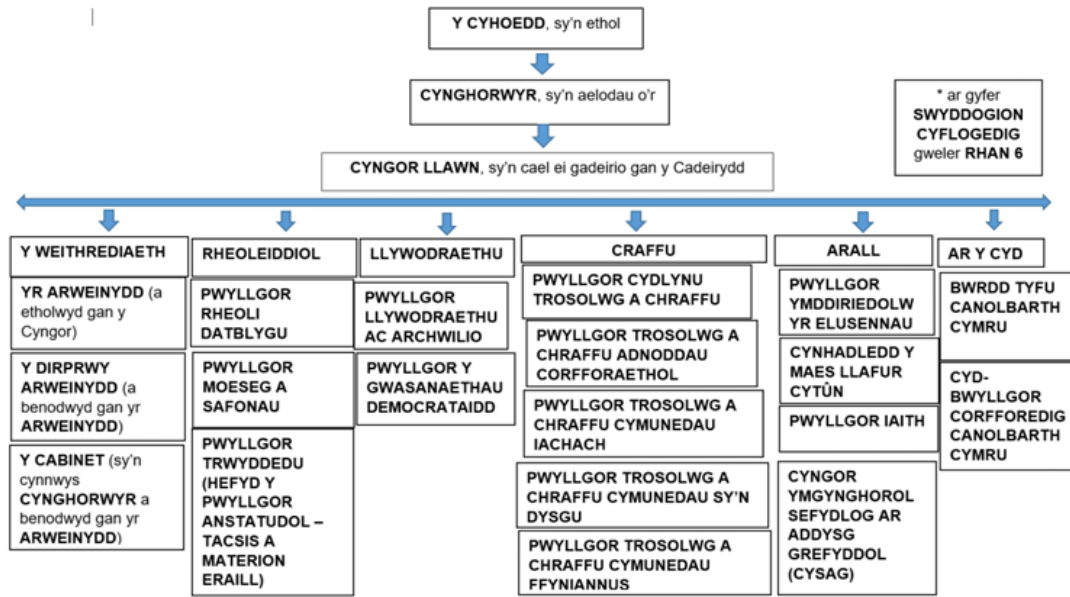 Y CYHOEDD, sy'n ethol
CYNGHORWYR, sy'n aelodau o'r
* ar gyfer
SWYDDOGION
CYFLOGEDIG
gweler RHAN 6
CYNGOR LLAWN, sy'n cael ei gadeirio gan y Cadeirydd
Y WEITHREDIAETH
YR ARWEINYDD (a
etholwyd gan y
Cyngor)
Y DIRPRWY
ARWEINYDD (a
benodwyd gan yr
ARWEINYDD)
Y CABINET (sy'n
cynnwys
CYNGHORWYR a
benodwyd gan yr
ARWEINYDD)
RHEOLEIDDIOL
PWYLLGOR
RHEOLI
DATBLYGU
PWYLLGOR
MOESEG A
SAFONAU
PWYLLGOR
TRWYDDEDU
(HEFYD Y
PWYLLGOR
ANSTATUDOL –
TACSIS A
MATERION
ERAILL)
LLYWODRAETHU
PWYLLGOR
LLYWODRAETHU
AC ARCHWILIO
PWYLLGOR Y
GWASANAETHAU
DEMOCRATAIDD
CRAFFU
PWYLLGOR CYDLYNU
TROSOLWG A CHRAFFU
PWYLLGOR TROSOLWG A
CHRAFFU ADNODDAU
CORFFORAETHOL
PWYLLGOR TROSOLWG A
CHRAFFU CYMUNEDAU
IACHACH
PWYLLGOR TROSOLWG A
CHRAFFU CYMUNEDAU SY'N
DYSGU
PWYLLGOR TROSOLWG A
CHRAFFU CYMUNEDAU
FFYNIANNUS
ARALL
PWYLLGOR
YMDDIRIEDOLW
YR ELUSENNAU
CYNHADLEDD Y
MAES LLAFUR
CYTÛN
PWYLLGOR IAITH
CYNGOR
YMGYNGHOROL
SEFYDLOG AR
ADDYSG
GREFYDDOL
(CYSAG)
AR Y CYD
BWRDD TYFU
CANOLBARTH
CYMRU
CYD-
BWYLLGOR
CORFFOREDIG
CANOLBARTH
CYMRU